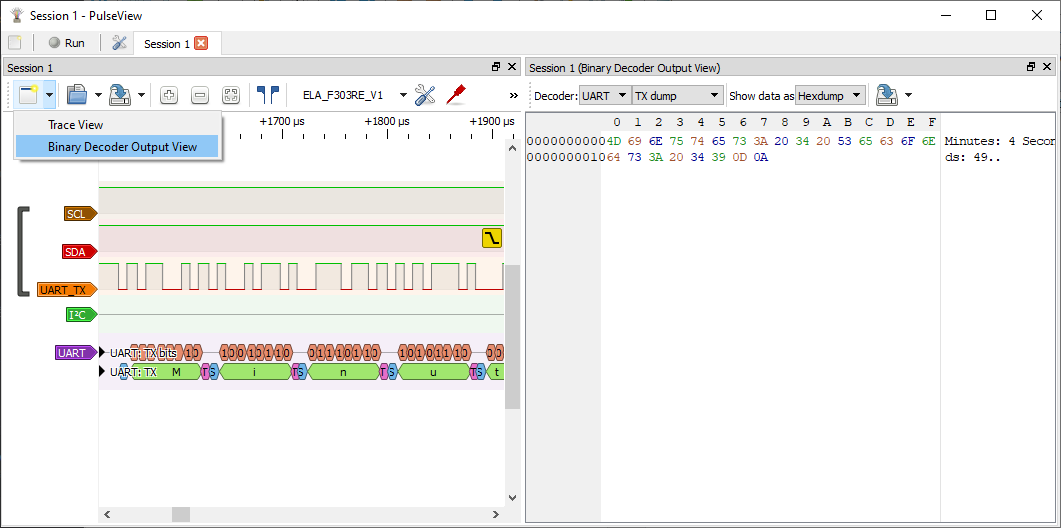 Session 1 - PulseView
Run
Session 1
Session 1
ELA_F303RE_V1
»
Trace View
Binary Decoder Output View
+1700 µs +1800 µs +1900 µs
SCL
SDA
UART_TX
I²C
UART
UART: TX bits
UART: TX M T S i T S n T S u T S t
Session 1 (Binary Decoder Output View)
Decoder: UART TX dump Show data as Hexdump
0 1 2 3 4 5 6 7 8 9 A B C D E F
0000000000 4D 69 6E 75 74 65 73 3A 20 34 20 53 65 63 6F 6E Minutes: 4 Secon
0000000010 64 73 3A 20 34 39 0D 0A ds: 49..